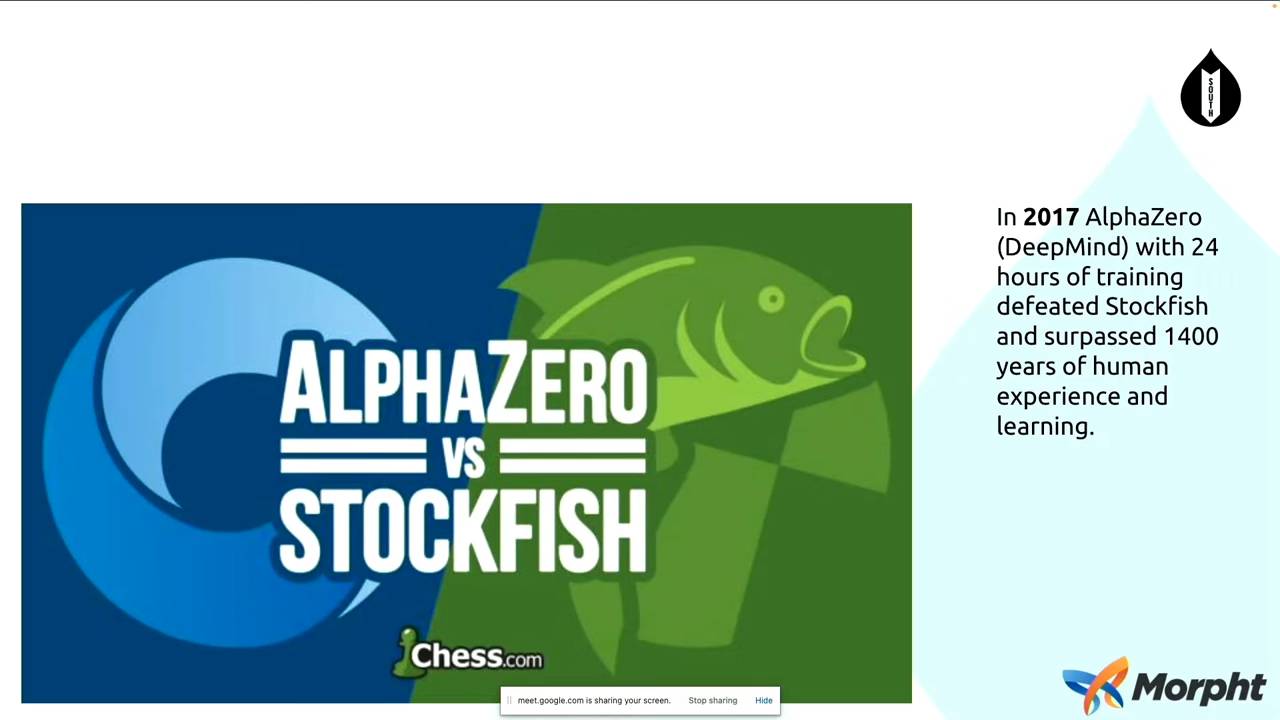 SOUTH
In 2017 AlphaZero
(DeepMind) with 24
hours of training
defeated Stockfish
and surpassed 1400
years of human
experience and
learning.
ALPHAZERO
VS
STOCKFISH
Chess.com
meet.google.com is sharing your screen. Stop sharing Hide
Morpht